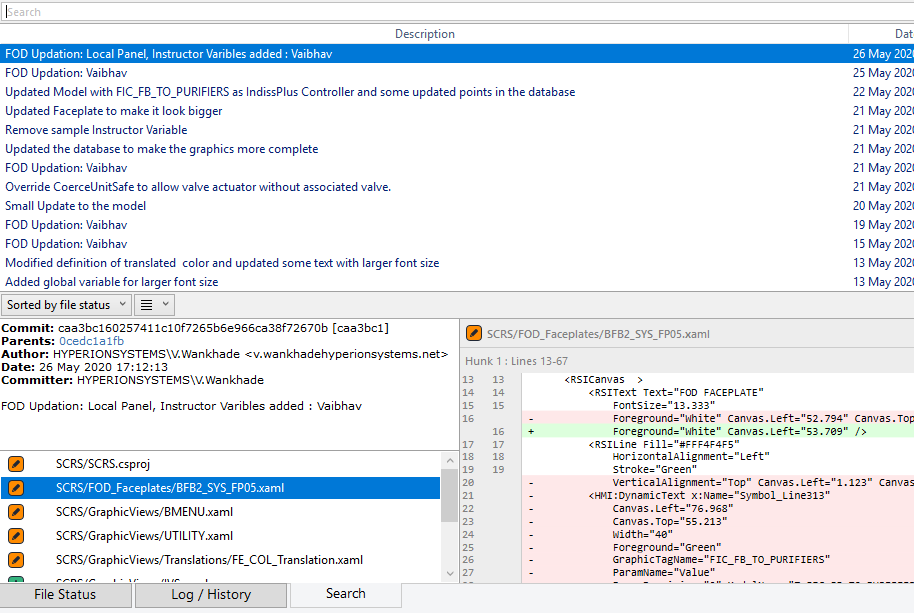 Search
Description Dat
FOD Updation: Local Panel, Instructor Varibles added : Vaibhav 26 May 2020
FOD Updation: Vaibhav 25 May 2020
Updated Model with FIC_FB_TO_PURIFIERS as IndissPlus Controller and some updated points in the database 22 May 2020
Updated Faceplate to make it look bigger 21 May 2020
Remove sample Instructor Variable 21 May 2020
Updated the database to make the graphics more complete 21 May 2020
FOD Updation: Vaibhav 21 May 2020
Override CoerceUnitSafe to allow valve actuator without associated valve. 21 May 2020
Small Update to the model 20 May 2020
FOD Updation: Vaibhav 19 May 2020
FOD Updation: Vaibhav 15 May 2020
Modified definition of translated  color and updated some text with larger font size 13 May 2020
Added global variable for larger font size 13 May 2020
Sorted by file status
Commit: caa3bc160257411c10f7265b6e966ca38f72670b [caa3bc1]
Parents: 0cedc1a1fb
Author: HYPERIONSYSTEMS\V.Wankhade <v.wankhadehyperionsystems.net>
Date: 26 May 2020 17:12:13
Committer: HYPERIONSYSTEMS\V.Wankhade
FOD Updation: Local Panel, Instructor Varibles added : Vaibhav
SCRS/SCRS.csproj
SCRS/FOD_Faceplates/BFB2_SYS_FP05.xaml
SCRS/GraphicViews/BMENU.xaml
SCRS/GraphicViews/UTILITY.xaml
SCRS/GraphicViews/Translations/FE_COL_Translation.xaml
SCRS/FOD_Faceplates/BFB2_SYS_FP05.xaml
Hunk 1 : Lines 13-67
13 13 <RSICanvas  >
14 14 <RSIText Text="FOD FACEPLATE"
15 15 FontSize="13.333"
16 - Foreground="White" Canvas.Left="52.794" Canvas.Top
16 + Foreground="White" Canvas.Left="53.709" />
17 17 <RSILine Fill="#FFF4F4F5"
18 18 HorizontalAlignment="Left"
19 19 Stroke="Green"
20 - VerticalAlignment="Top" Canvas.Left="1.123" Canvas
21 - <HMI:DynamicText x:Name="Symbol_Line313"
22 - Canvas.Left="76.968"
23 - Canvas.Top="55.213"
24 - Width="40"
25 - Foreground="Green"
26 - GraphicTagName="FIC_FB_TO_PURIFIERS"
27 - ParamName="Value"
File Status Log / History Search